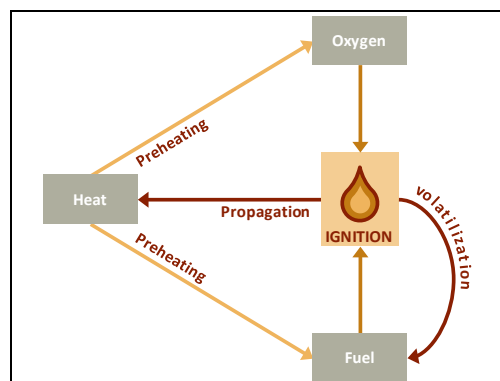 Oxygen
Preheating
Heat
Propagation
IGNITION
volatilization
Preheating
Fuel